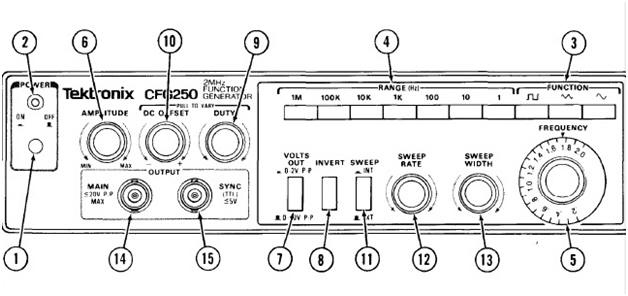 2 6 10 9 4 3
POWER
ON OFF
Tektronix CFG250 2MHz FUNCTION GENERATOR
PULL TO VARY
AMPLITUDE DC OFFSET DUTY
MIN MAX - +
OUTPUT
MAIN ≤20V P-P MAX
SYNC (TTL) ≤5V
RANGE (Hz)
1M 100K 10K 1K 100 10 1
FUNCTION
FREQUENCY
2 4 6 8 10 12 14 16 18 20
VOLTS OUT
0-2V P-P
0-20V P-P
INVERT
SWEEP
INT
EXT
SWEEP RATE
SWEEP WIDTH
1 14 15 7 8 11 12 13 5